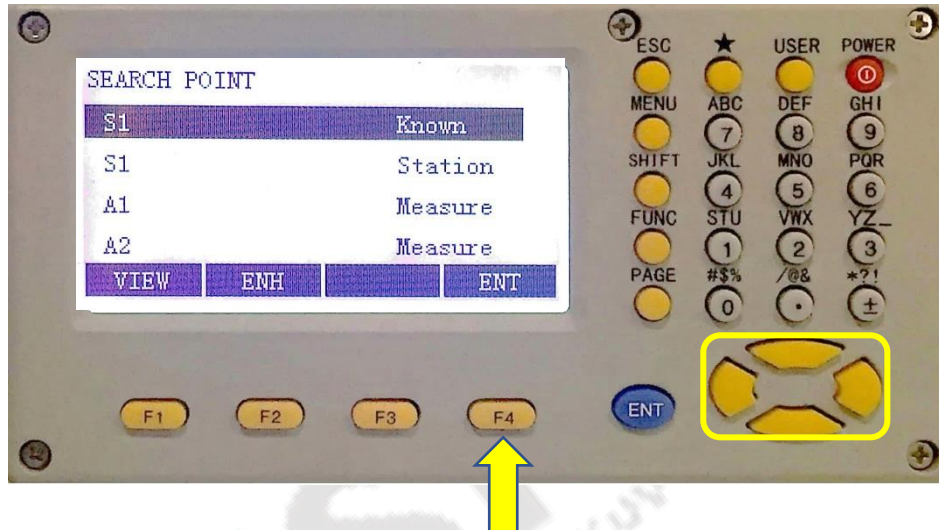 SEARCH POINT
S1 Known
S1 Station
A1 Measure
A2 Measure
VIEW ENH ENT
F1 F2 F3 F4 ENT
ESC ★ USER POWER
MENU ABC DEF GHI
7 8 9
SHIFT JKL MNO PQR
4 5 6
FUNC STU VWX YZ_
1 2 3
PAGE #$% /@& *?!
0 · ±